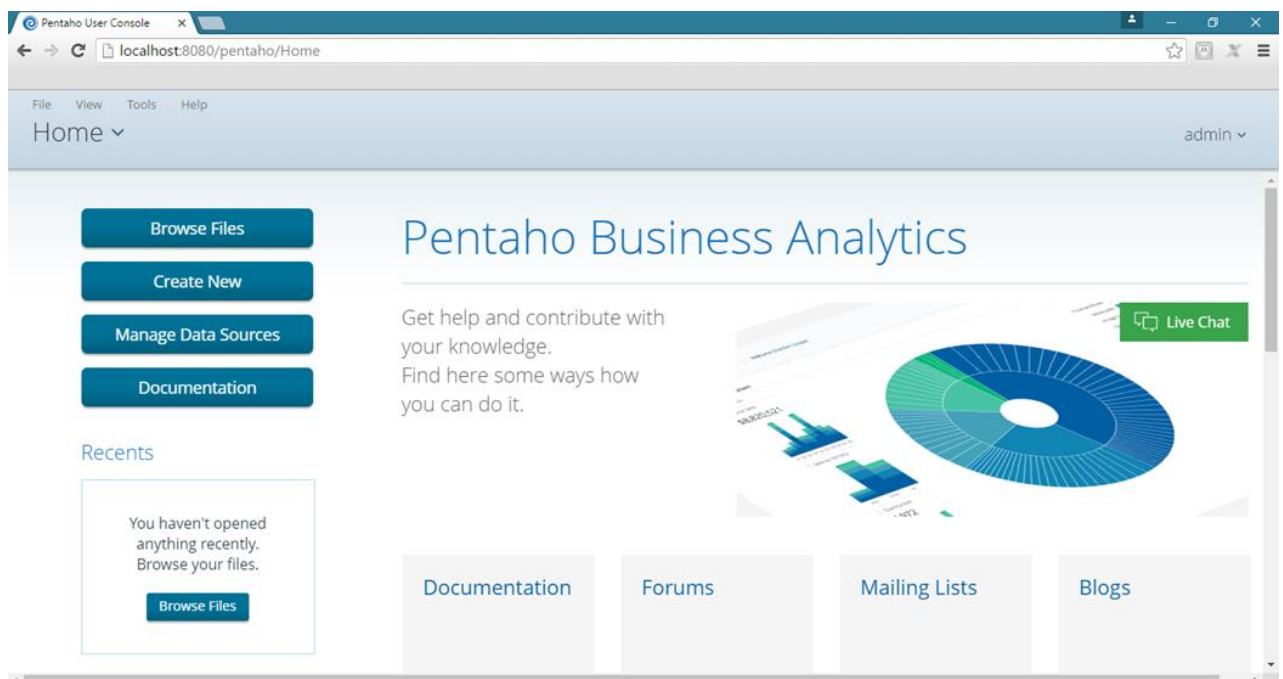 Pentaho User Console
localhost:8080/pentaho/Home
File View Tools Help
Home
admin
Browse Files
Create New
Manage Data Sources
Documentation
Recents
You haven't opened
anything recently.
Browse your files.
Browse Files
Pentaho Business Analytics
Get help and contribute with
your knowledge.
Find here some ways how
you can do it.
Live Chat
$8,820,521
Documentation
Forums
Mailing Lists
Blogs